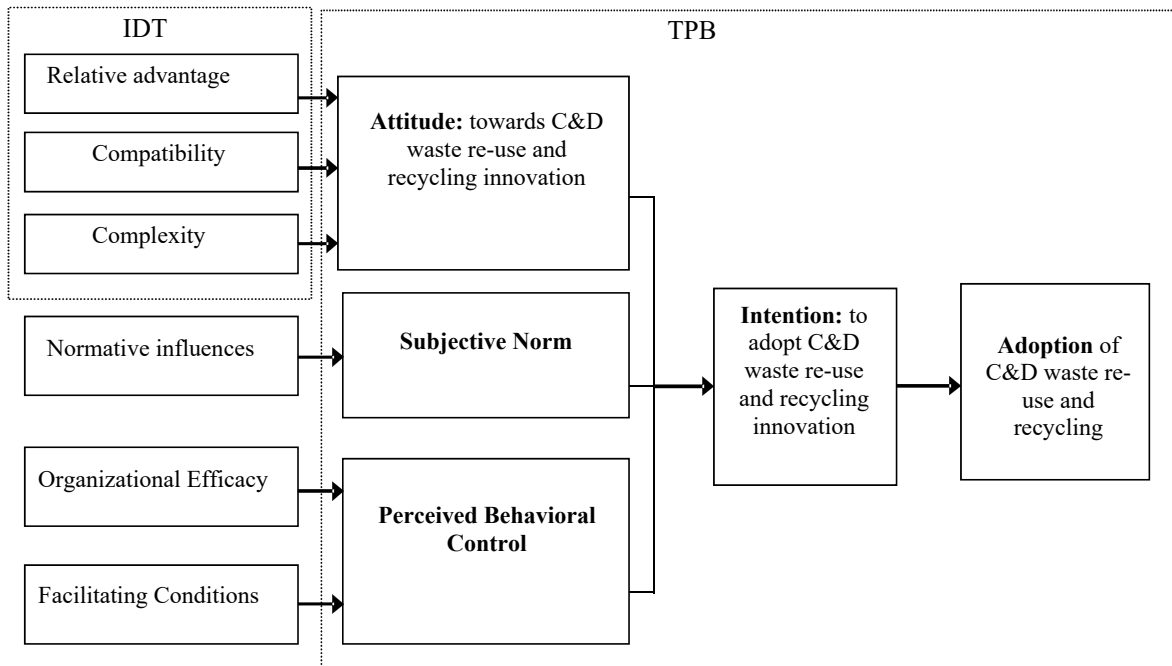 IDT
TPB
Relative advantage
Compatibility
Complexity
Normative influences
Organizational Efficacy
Facilitating Conditions
Attitude: towards C&D
waste re-use and
recycling innovation
Subjective Norm
Perceived Behavioral
Control
Intention: to
adopt C&D
waste re-use
and recycling
innovation
Adoption of
C&D waste re-
use and
recycling